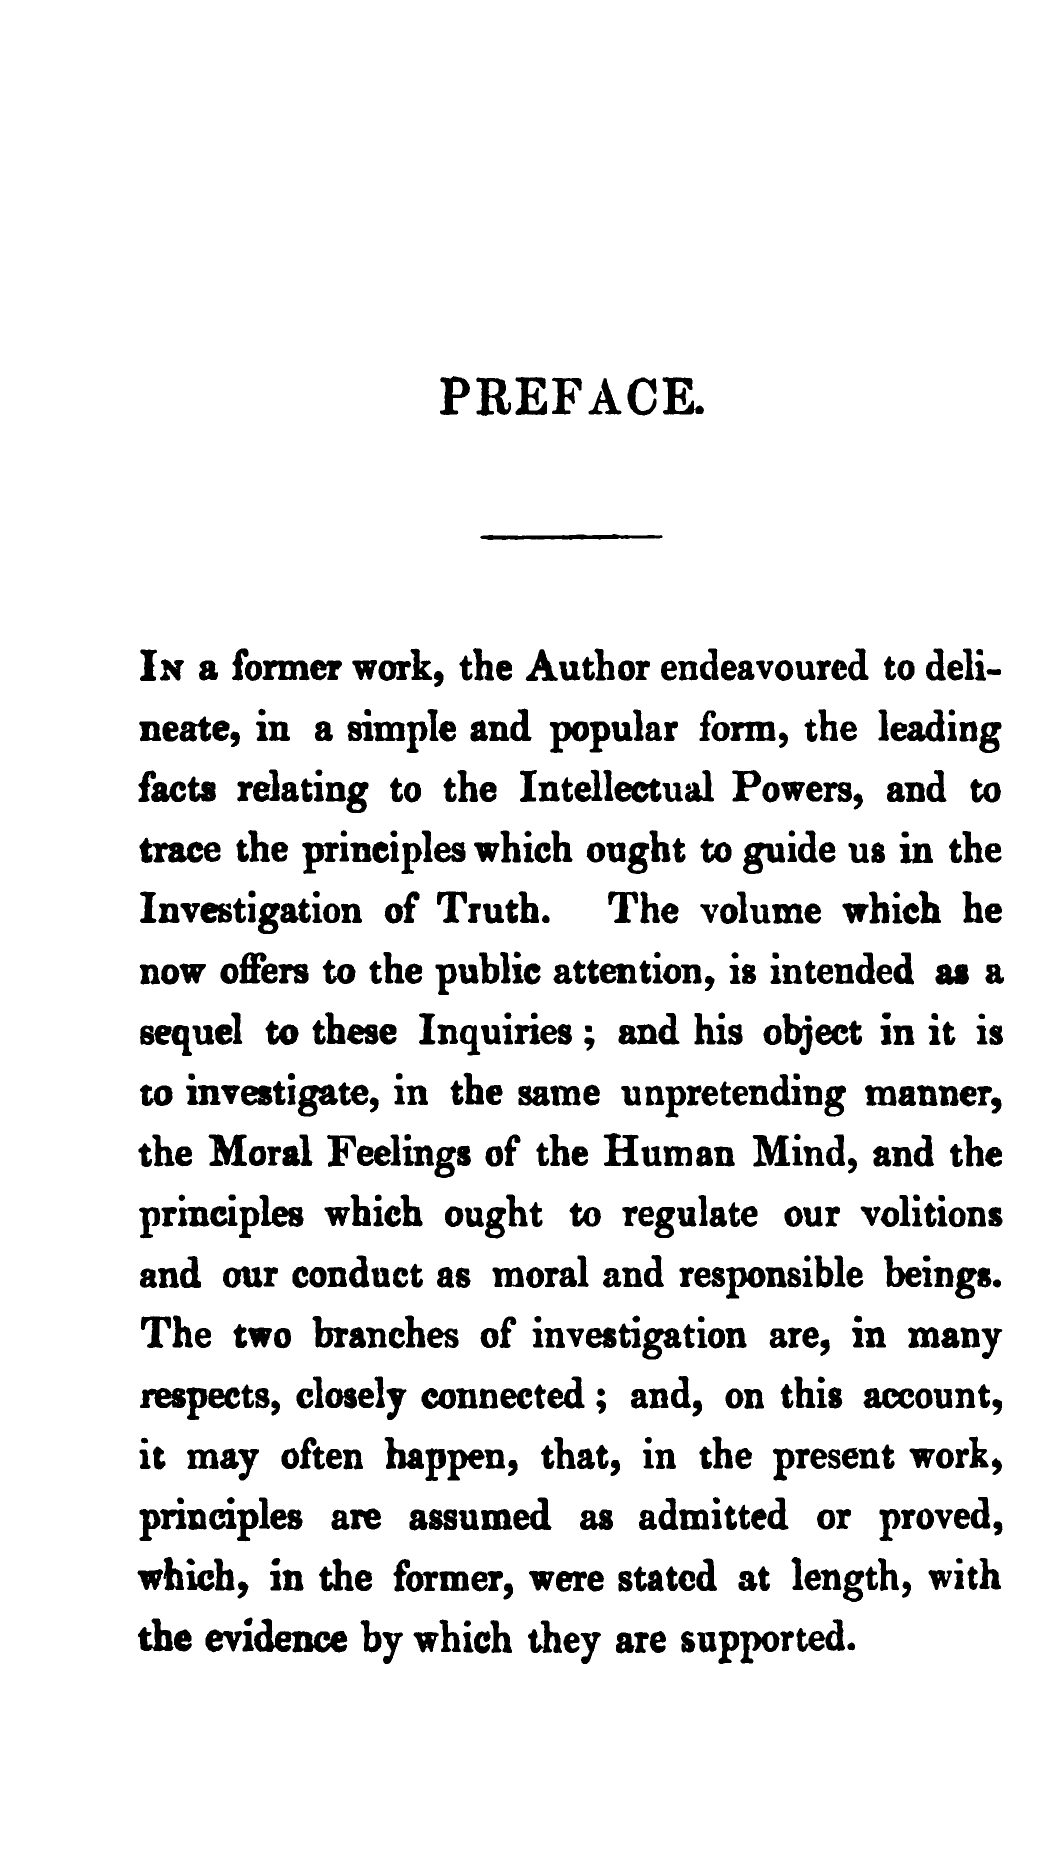 PREFACE.
In a former work, the Author endeavoured to deli-
neate, in a simple and popular form, the leading
facts relating to the Intellectual Powers, and to
trace the principles which ought to guide us in the
Investigation of Truth. The volume which he
now offers to the public attention, is intended as a
sequel to these Inquiries ; and his object in it is
to investigate, in the same unpretending manner,
the Moral Feelings of the Human Mind, and the
principles which ought to regulate our volitions
and our conduct as moral and responsible beings.
The two branches of investigation are, in many
respects, closely connected ; and, on this account,
it may often happen, that, in the present work,
principles are assumed as admitted or proved,
which, in the former, were stated at length, with
the evidence by which they are supported.